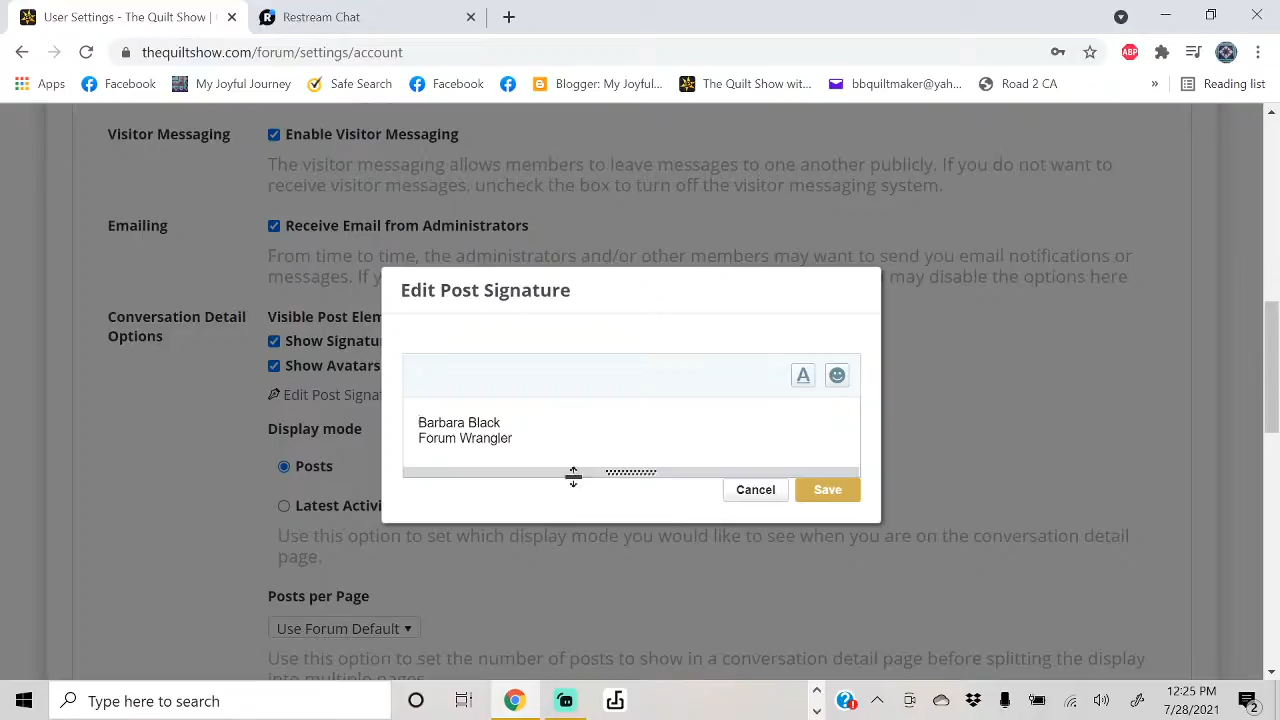 User Settings - The Quilt Show |
Restream Chat
thequiltshow.com/forum/settings/account
ABP
Apps
Facebook
My Joyful Journey
Safe Search
Facebook
Blogger: My Joyful...
The Quilt Show wit...
bbquiltmaker@yah...
Road 2 CA
»
Reading list
Visitor Messaging
Enable Visitor Messaging
The visitor messaging allows members to leave messages to one another publicly. If you do not want to
receive visitor messages, uncheck the box to turn off the visitor messaging system.
Emailing
Receive Email from Administrators
From time to time, the administrators and/or other members may want to send you email notifications or
messages. If y
may disable the options here
Conversation Detail
Options
Visible Post Elem
Show Signatu
Show Avatars
Edit Post Signat
Display mode
Posts
Latest Activi
Use this option to set which display mode you would like to see when you are on the conversation detail
page.
Posts per Page
Use Forum Default ▾
Use this option to set the number of posts to show in a conversation detail page before splitting the display
into multiple pages.
Edit Post Signature
A
Barbara Black
Forum Wrangler
Cancel
Save
Type here to search
12:25 PM
7/28/2021
2